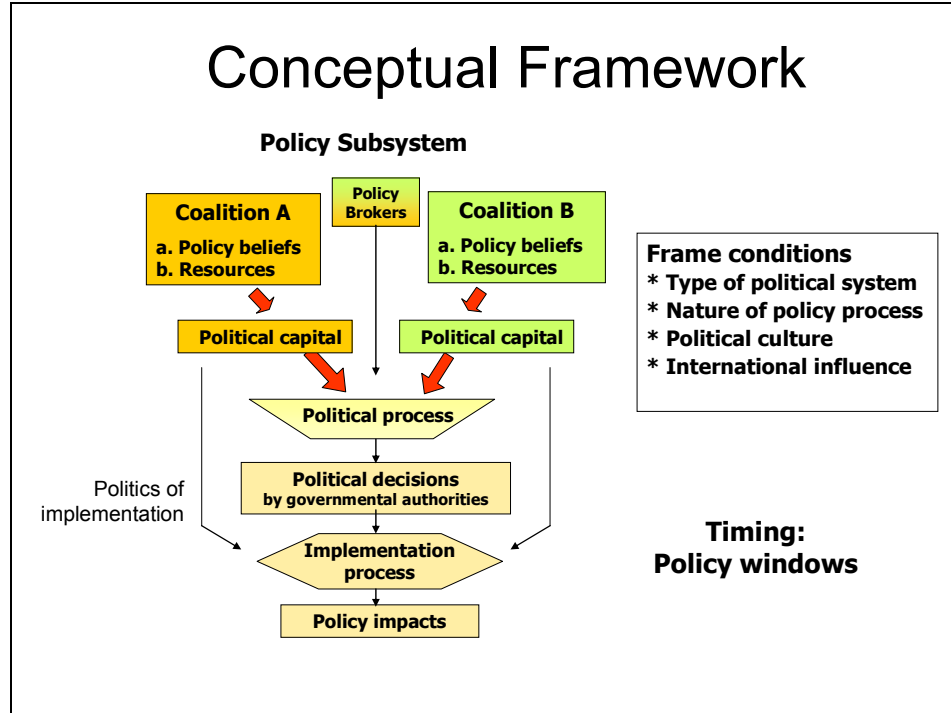 Conceptual Framework
Policy Subsystem
Policy
Brokers
Coalition A
a. Policy beliefs
b. Resources
Coalition B
a. Policy beliefs
b. Resources
Political capital
Political capital
Political process
Political decisions
by governmental authorities
Politics of
implementation
Implementation
process
Policy impacts
Frame conditions
* Type of political system
* Nature of policy process
* Political culture
* International influence
Timing:
Policy windows